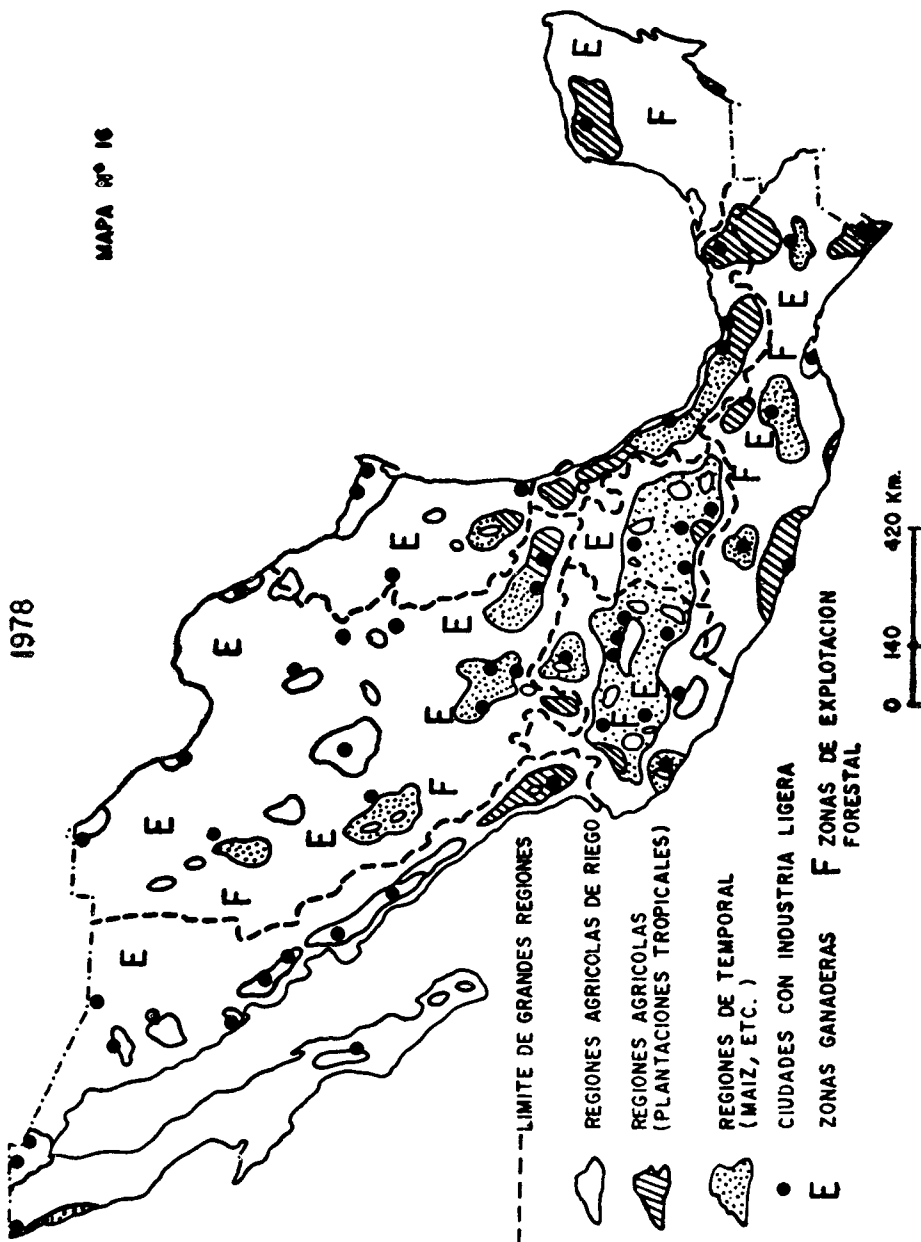 1978
MAPA Nº 16
E
E
F
E
E
E
F
E
E
E
E
F
E
F
E
E
F
E
F
E
F
0 140 420 Km.
LIMITE DE GRANDES REGIONES
REGIONES AGRICOLAS DE RIEGO
REGIONES AGRICOLAS
(PLANTACIONES TROPICALES)
REGIONES DE TEMPORAL
(MAIZ, ETC.)
CIUDADES CON INDUSTRIA LIGERA
E ZONAS GANADERAS
F ZONAS DE EXPLOTACION
FORESTAL